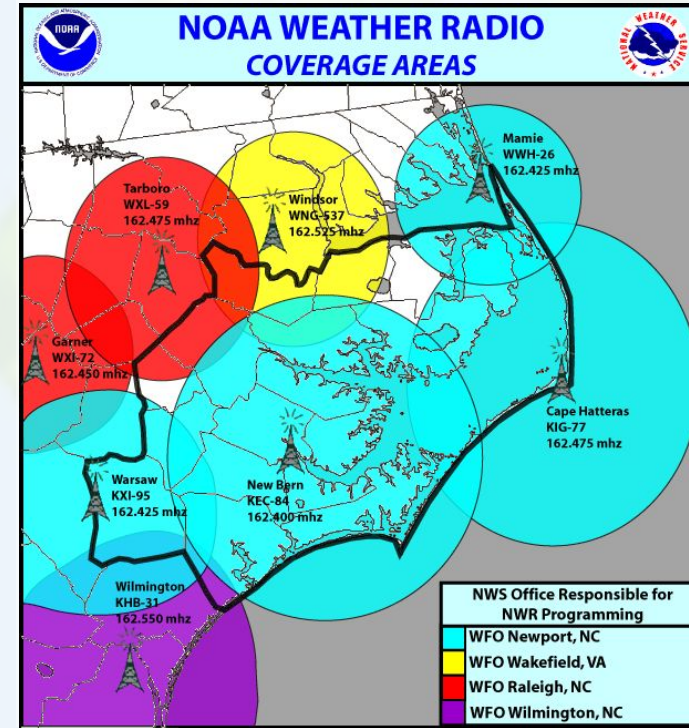 NOAA WEATHER RADIO
COVERAGE AREAS
NOAA
NATIONAL WEATHER SERVICE
Mamie
WWH-26
162.425 mhz
Tarboro
WXL-59
162.475 mhz
Windsor
WNG-537
162.525 mhz
Garner
WXI-72
162.450 mhz
Cape Hatteras
KIG-77
162.475 mhz
Warsaw
KXI-95
162.425 mhz
New Bern
KEC-84
162.400 mhz
Wilmington
KHB-31
162.550 mhz
NWS Office Responsible for
NWR Programming
WFO Newport, NC
WFO Wakefield, VA
WFO Raleigh, NC
WFO Wilmington, NC